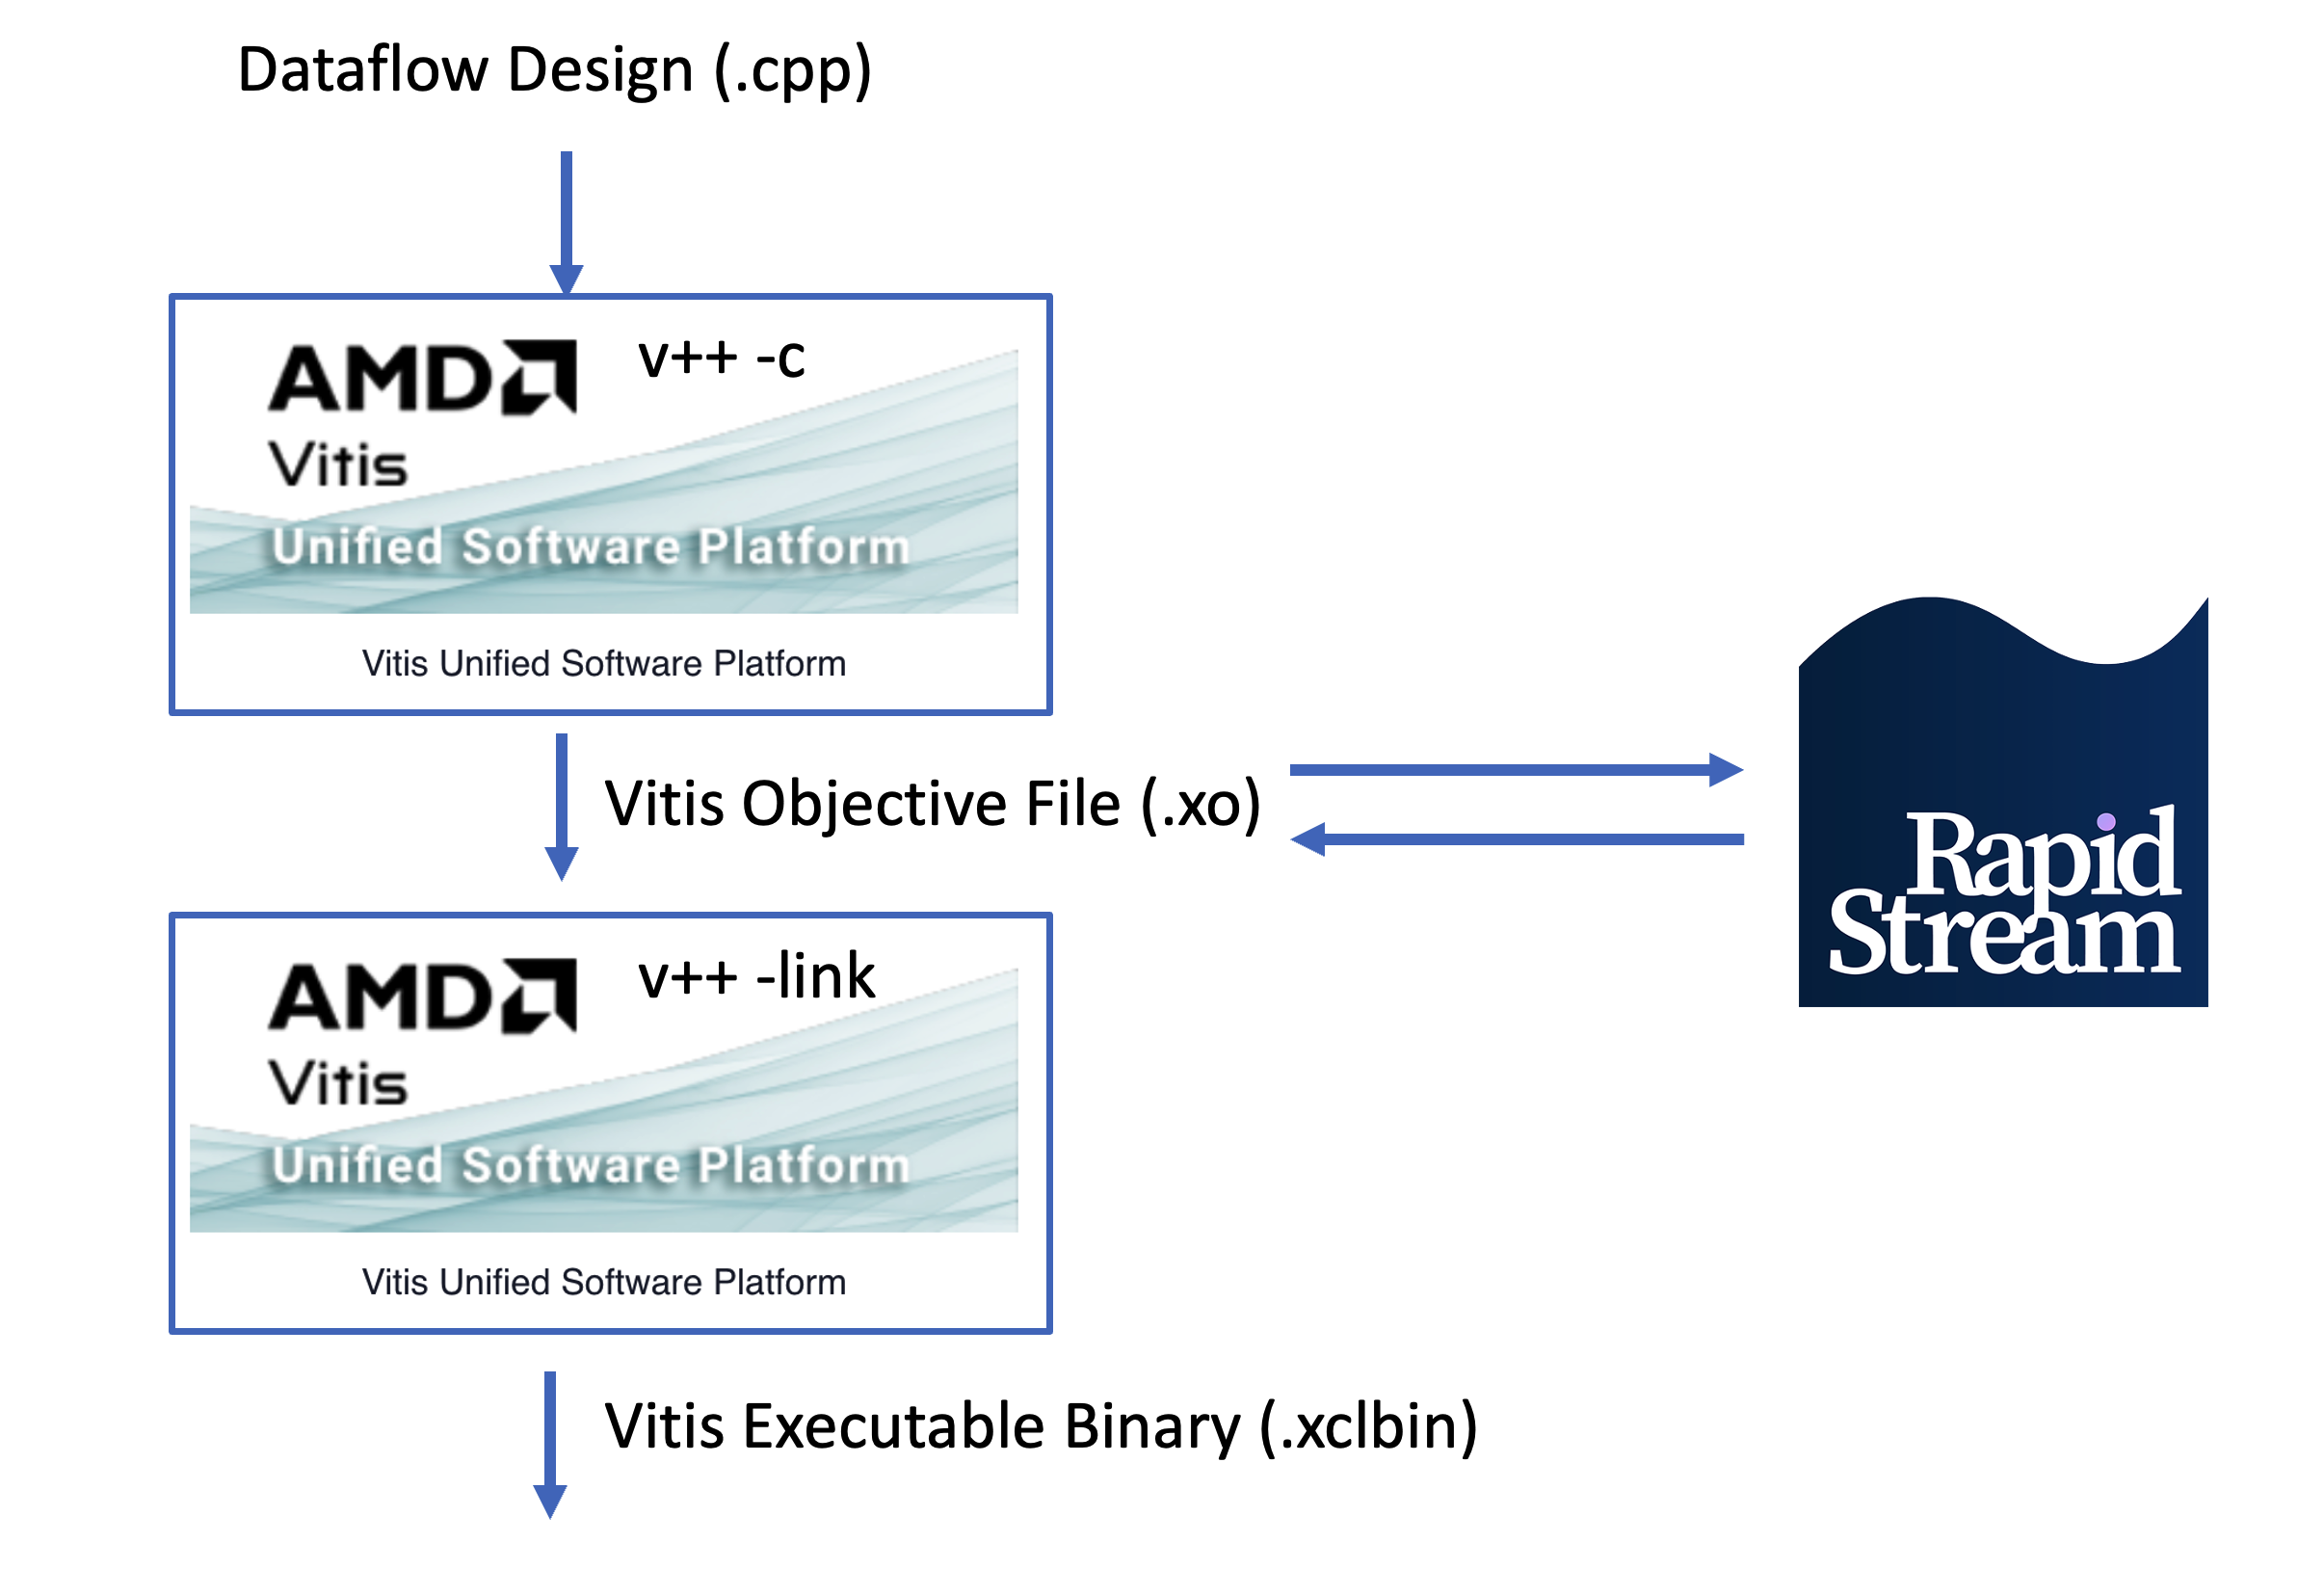 Dataflow Design (.cpp)
AMD
v++ -c
Vitis
Unified Software Platform
Vitis Unified Software Platform
Vitis Objective File (.xo)
Rapid
Stream
AMD
v++ -link
Vitis
Unified Software Platform
Vitis Unified Software Platform
Vitis Executable Binary (.xclbin)